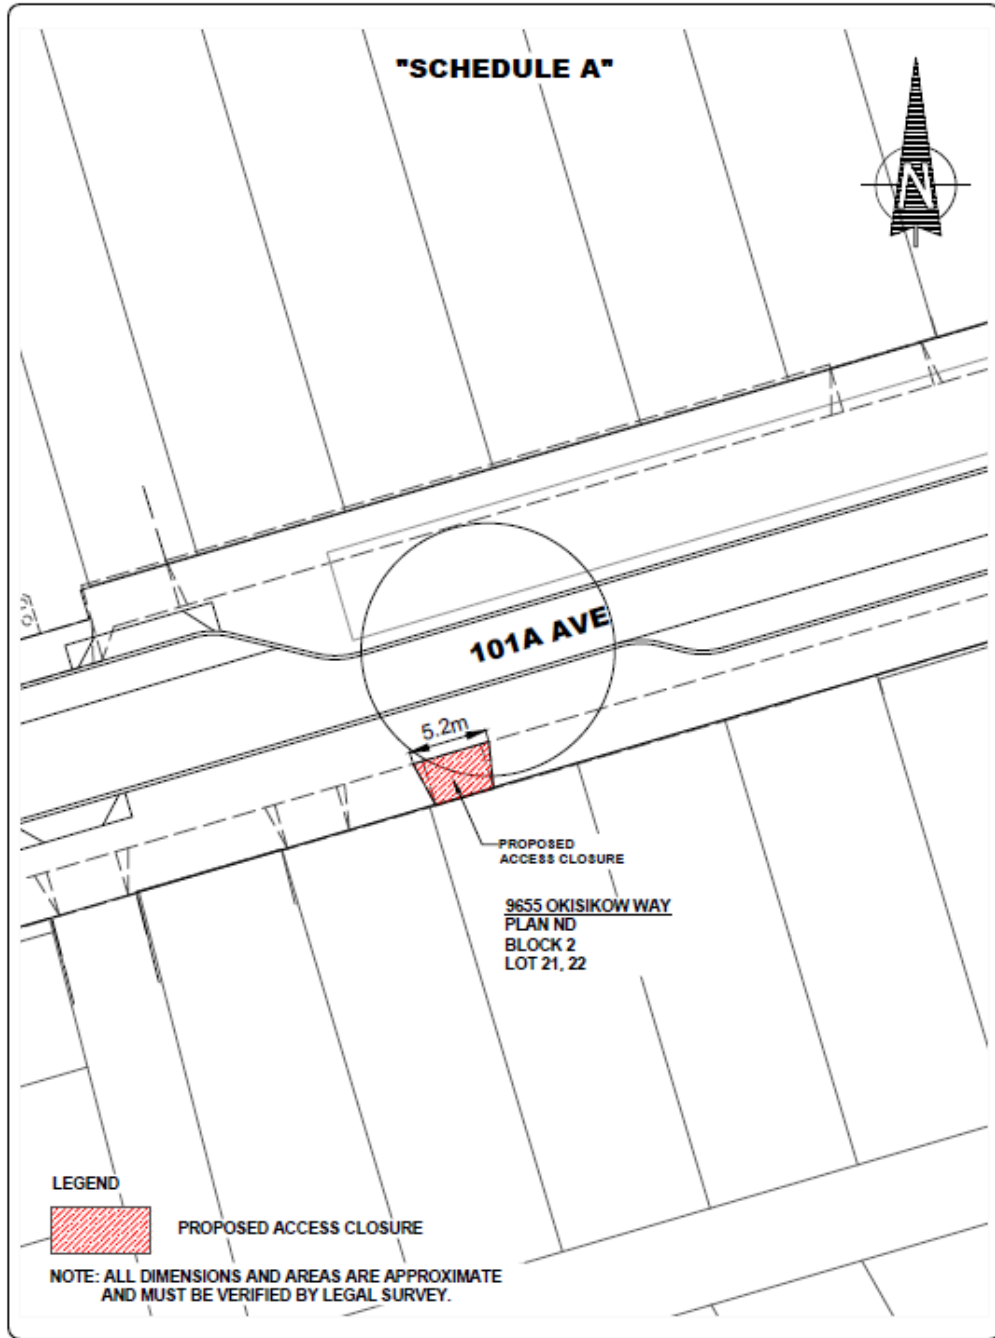 "SCHEDULE A"
N
101A AVE
5.2m
PROPOSED
ACCESS CLOSURE
9655 OKISIKOW WAY
PLAN ND
BLOCK 2
LOT 21, 22
LEGEND
PROPOSED ACCESS CLOSURE
NOTE: ALL DIMENSIONS AND AREAS ARE APPROXIMATE
AND MUST BE VERIFIED BY LEGAL SURVEY.